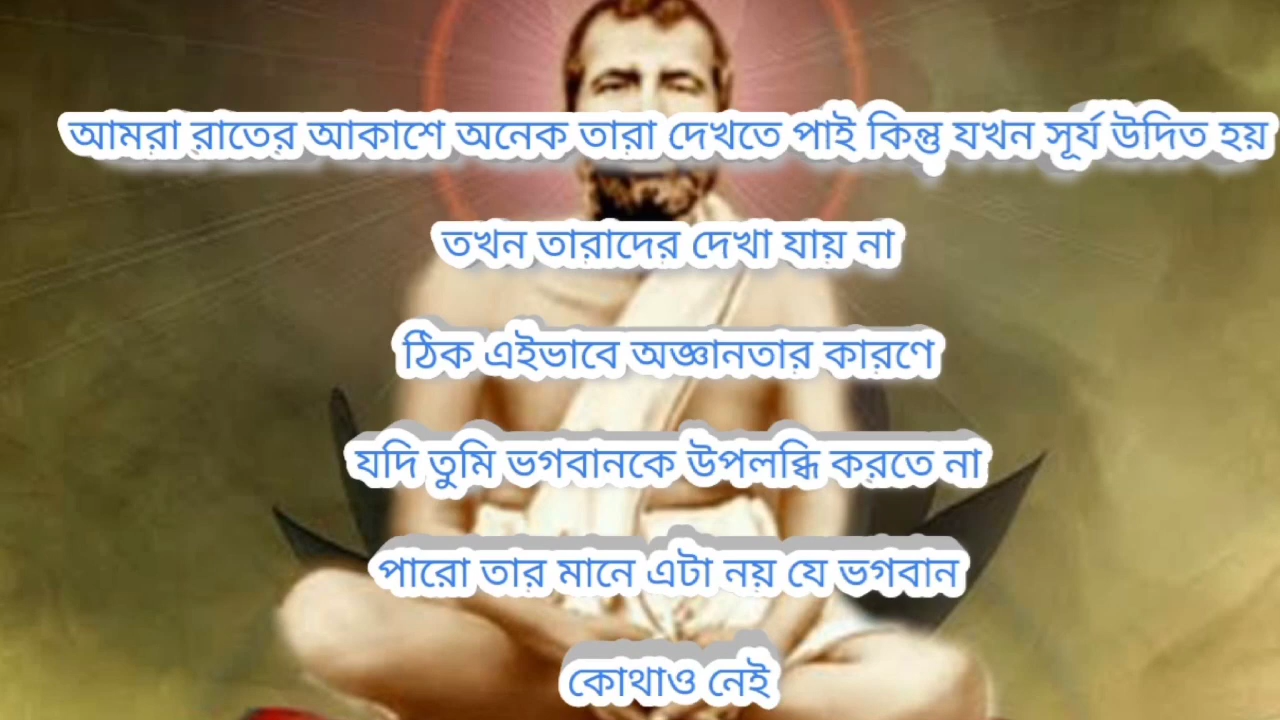 আমরা রাতের আকাশে অনেক তারা দেখতে পাই কিন্তু যখন সূর্য উদিত হয়
তখন তারাদের দেখা যায় না
ঠিক এইভাবে অজ্ঞানতার কারণে
যদি তুমি ভগবানকে উপলব্ধি করতে না
পারো তার মানে এটা নয় যে ভগবান
কোথাও নেই